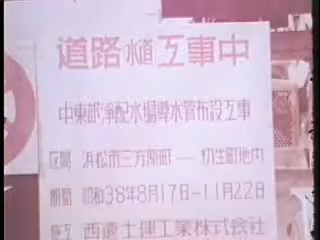 道路水道工事中
中東部浄配水場導水管布設工事
区間 浜松市三方原町——初生町地内
期間 昭和38年8月17日-11月22日
施工 西遠土建工業株式会社